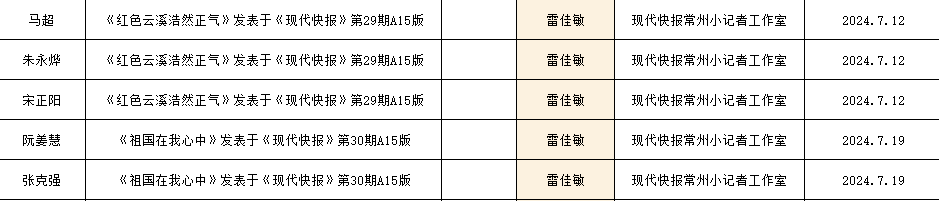 马超 《红色云溪浩然正气》发表于《现代快报》第29期A15版 雷佳敏 现代快报常州小记者工作室 2024.7.12
朱永烨 《红色云溪浩然正气》发表于《现代快报》第29期A15版 雷佳敏 现代快报常州小记者工作室 2024.7.12
宋正阳 《红色云溪浩然正气》发表于《现代快报》第29期A15版 雷佳敏 现代快报常州小记者工作室 2024.7.12
阮姜慧 《祖国在我心中》发表于《现代快报》第30期A15版 雷佳敏 现代快报常州小记者工作室 2024.7.19
张克强 《祖国在我心中》发表于《现代快报》第30期A15版 雷佳敏 现代快报常州小记者工作室 2024.7.19